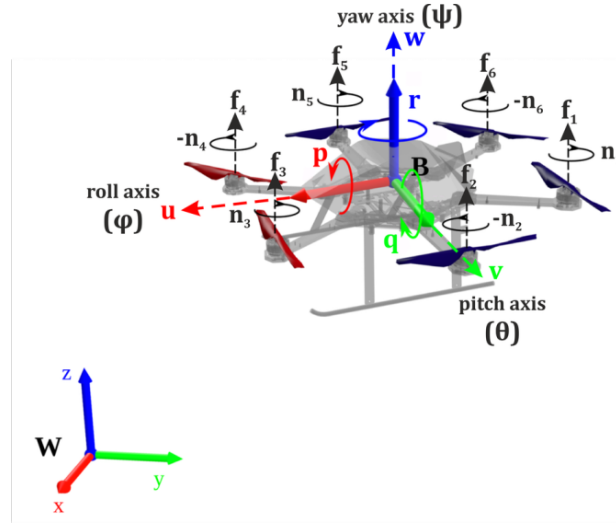 yaw axis (ψ)
w
f5
f6
n5
-n6
f4
r
f1
-n4
p
B
n
f3
f2
roll axis
(φ)
u
n3
-n2
q
v
pitch axis
(θ)
z
W
y
x